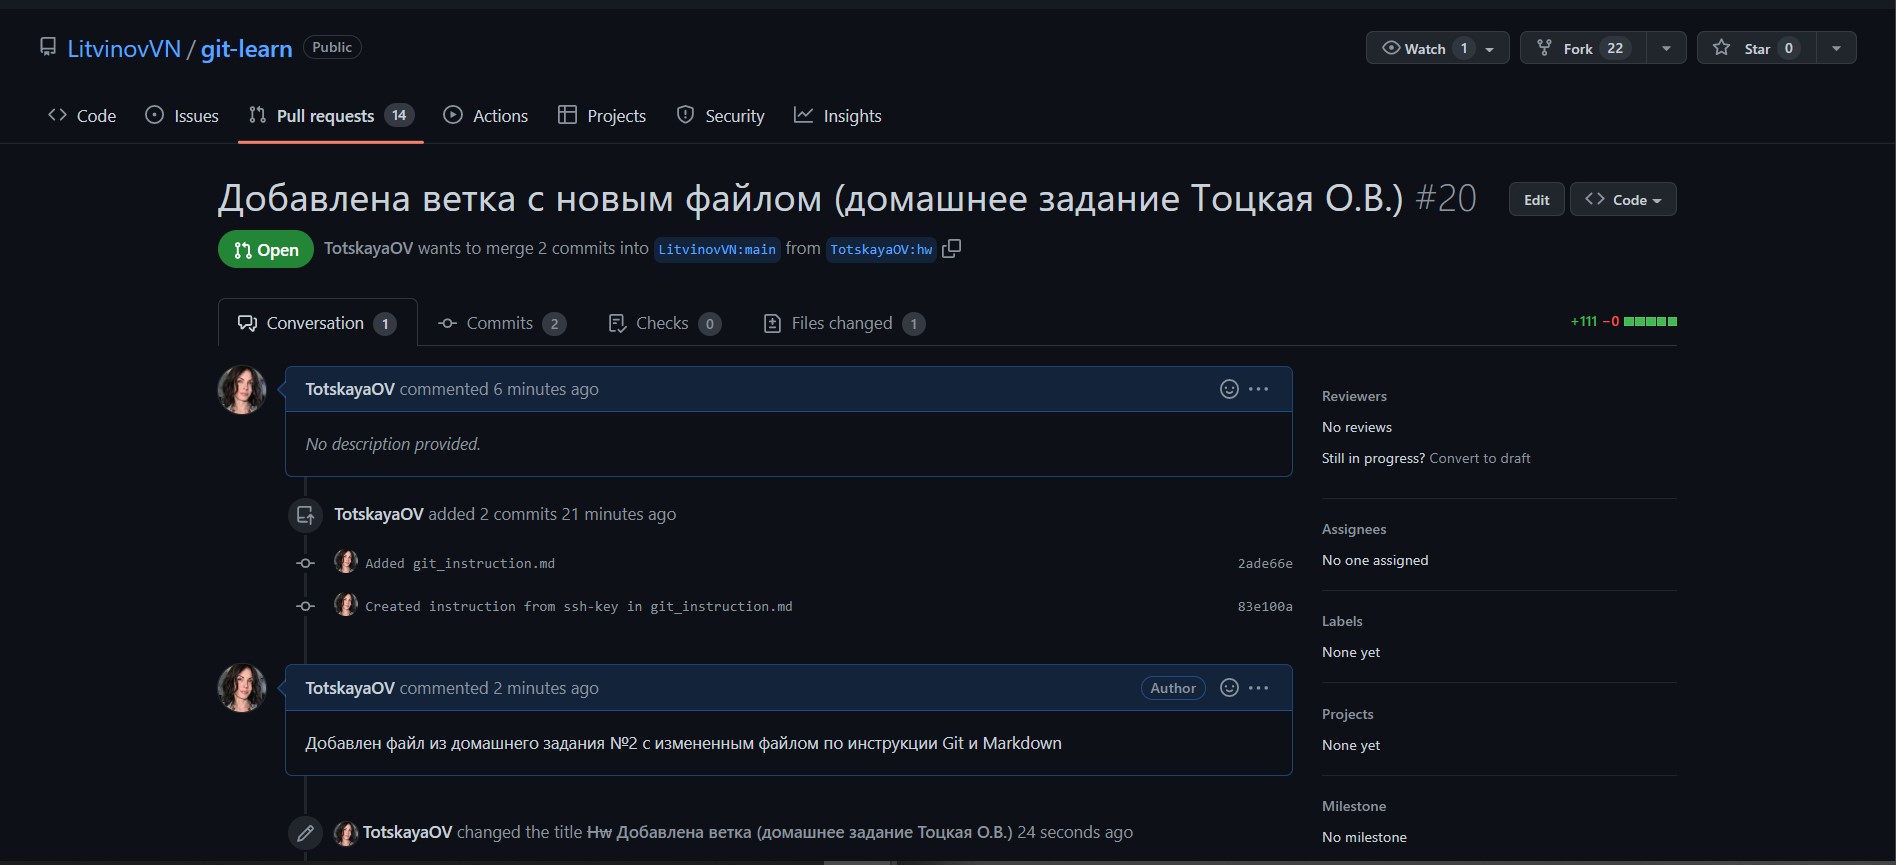 LitvinovVN / git-learn Public
Watch 1 Fork 22 Star 0
Code Issues Pull requests 14 Actions Projects Security Insights
Добавлена ветка с новым файлом (домашнее задание Тоцкая О.В.) #20
Edit Code
Open TotskayaOV wants to merge 2 commits into LitvinovVN:main from TotskayaOV:hw
Conversation 1 Commits 2 Checks 0 Files changed 1
+111 −0
TotskayaOV commented 6 minutes ago
No description provided.
TotskayaOV added 2 commits 21 minutes ago
Added git_instruction.md 2ade66e
Created instruction from ssh-key in git_instruction.md 83e100a
TotskayaOV commented 2 minutes ago Author
Добавлен файл из домашнего задания №2 с измененным файлом по инструкции Git и Markdown
TotskayaOV changed the title Hw Добавлена ветка (домашнее задание Тоцкая О.В.) 24 seconds ago
Reviewers
No reviews
Still in progress? Convert to draft
Assignees
No one assigned
Labels
None yet
Projects
None yet
Milestone
No milestone